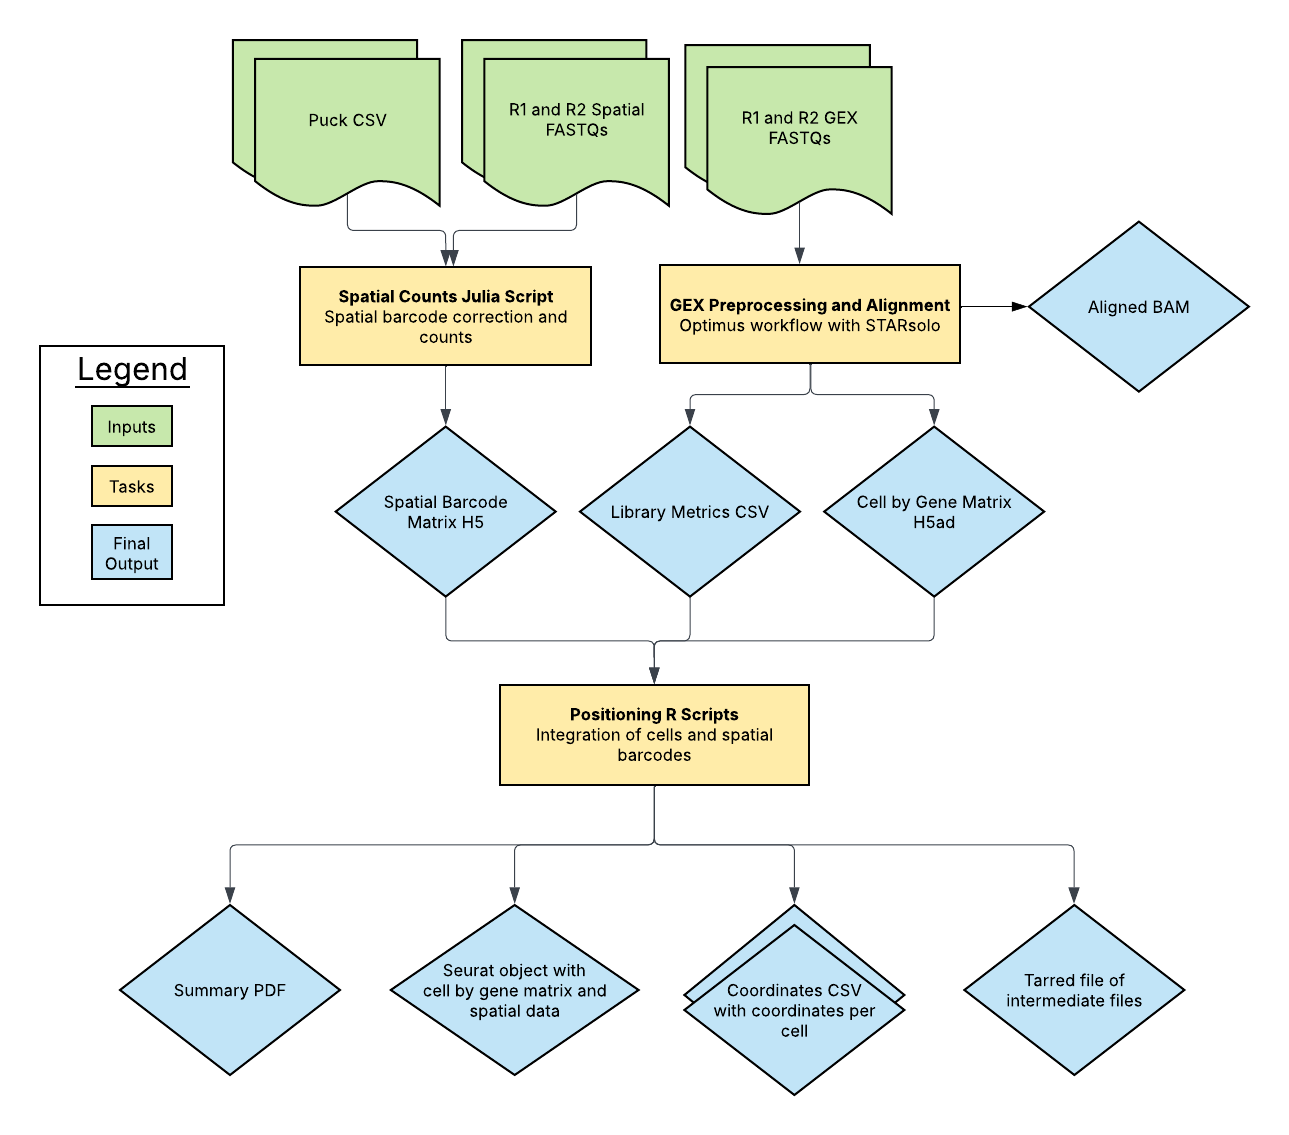 Puck CSV
R1 and R2 Spatial
FASTQs
R1 and R2 GEX
FASTQs
Spatial Counts Julia Script
Spatial barcode correction and
counts
GEX Preprocessing and Alignment
Optimus workflow with STARsolo
Aligned BAM
Legend
Inputs
Tasks
Final
Output
Spatial Barcode
Matrix H5
Library Metrics CSV
Cell by Gene Matrix
H5ad
Positioning R Scripts
Integration of cells and spatial
barcodes
Summary PDF
Seurat object with
cell by gene matrix and
spatial data
Coordinates CSV
with coordinates per
cell
Tarred file of
intermediate files